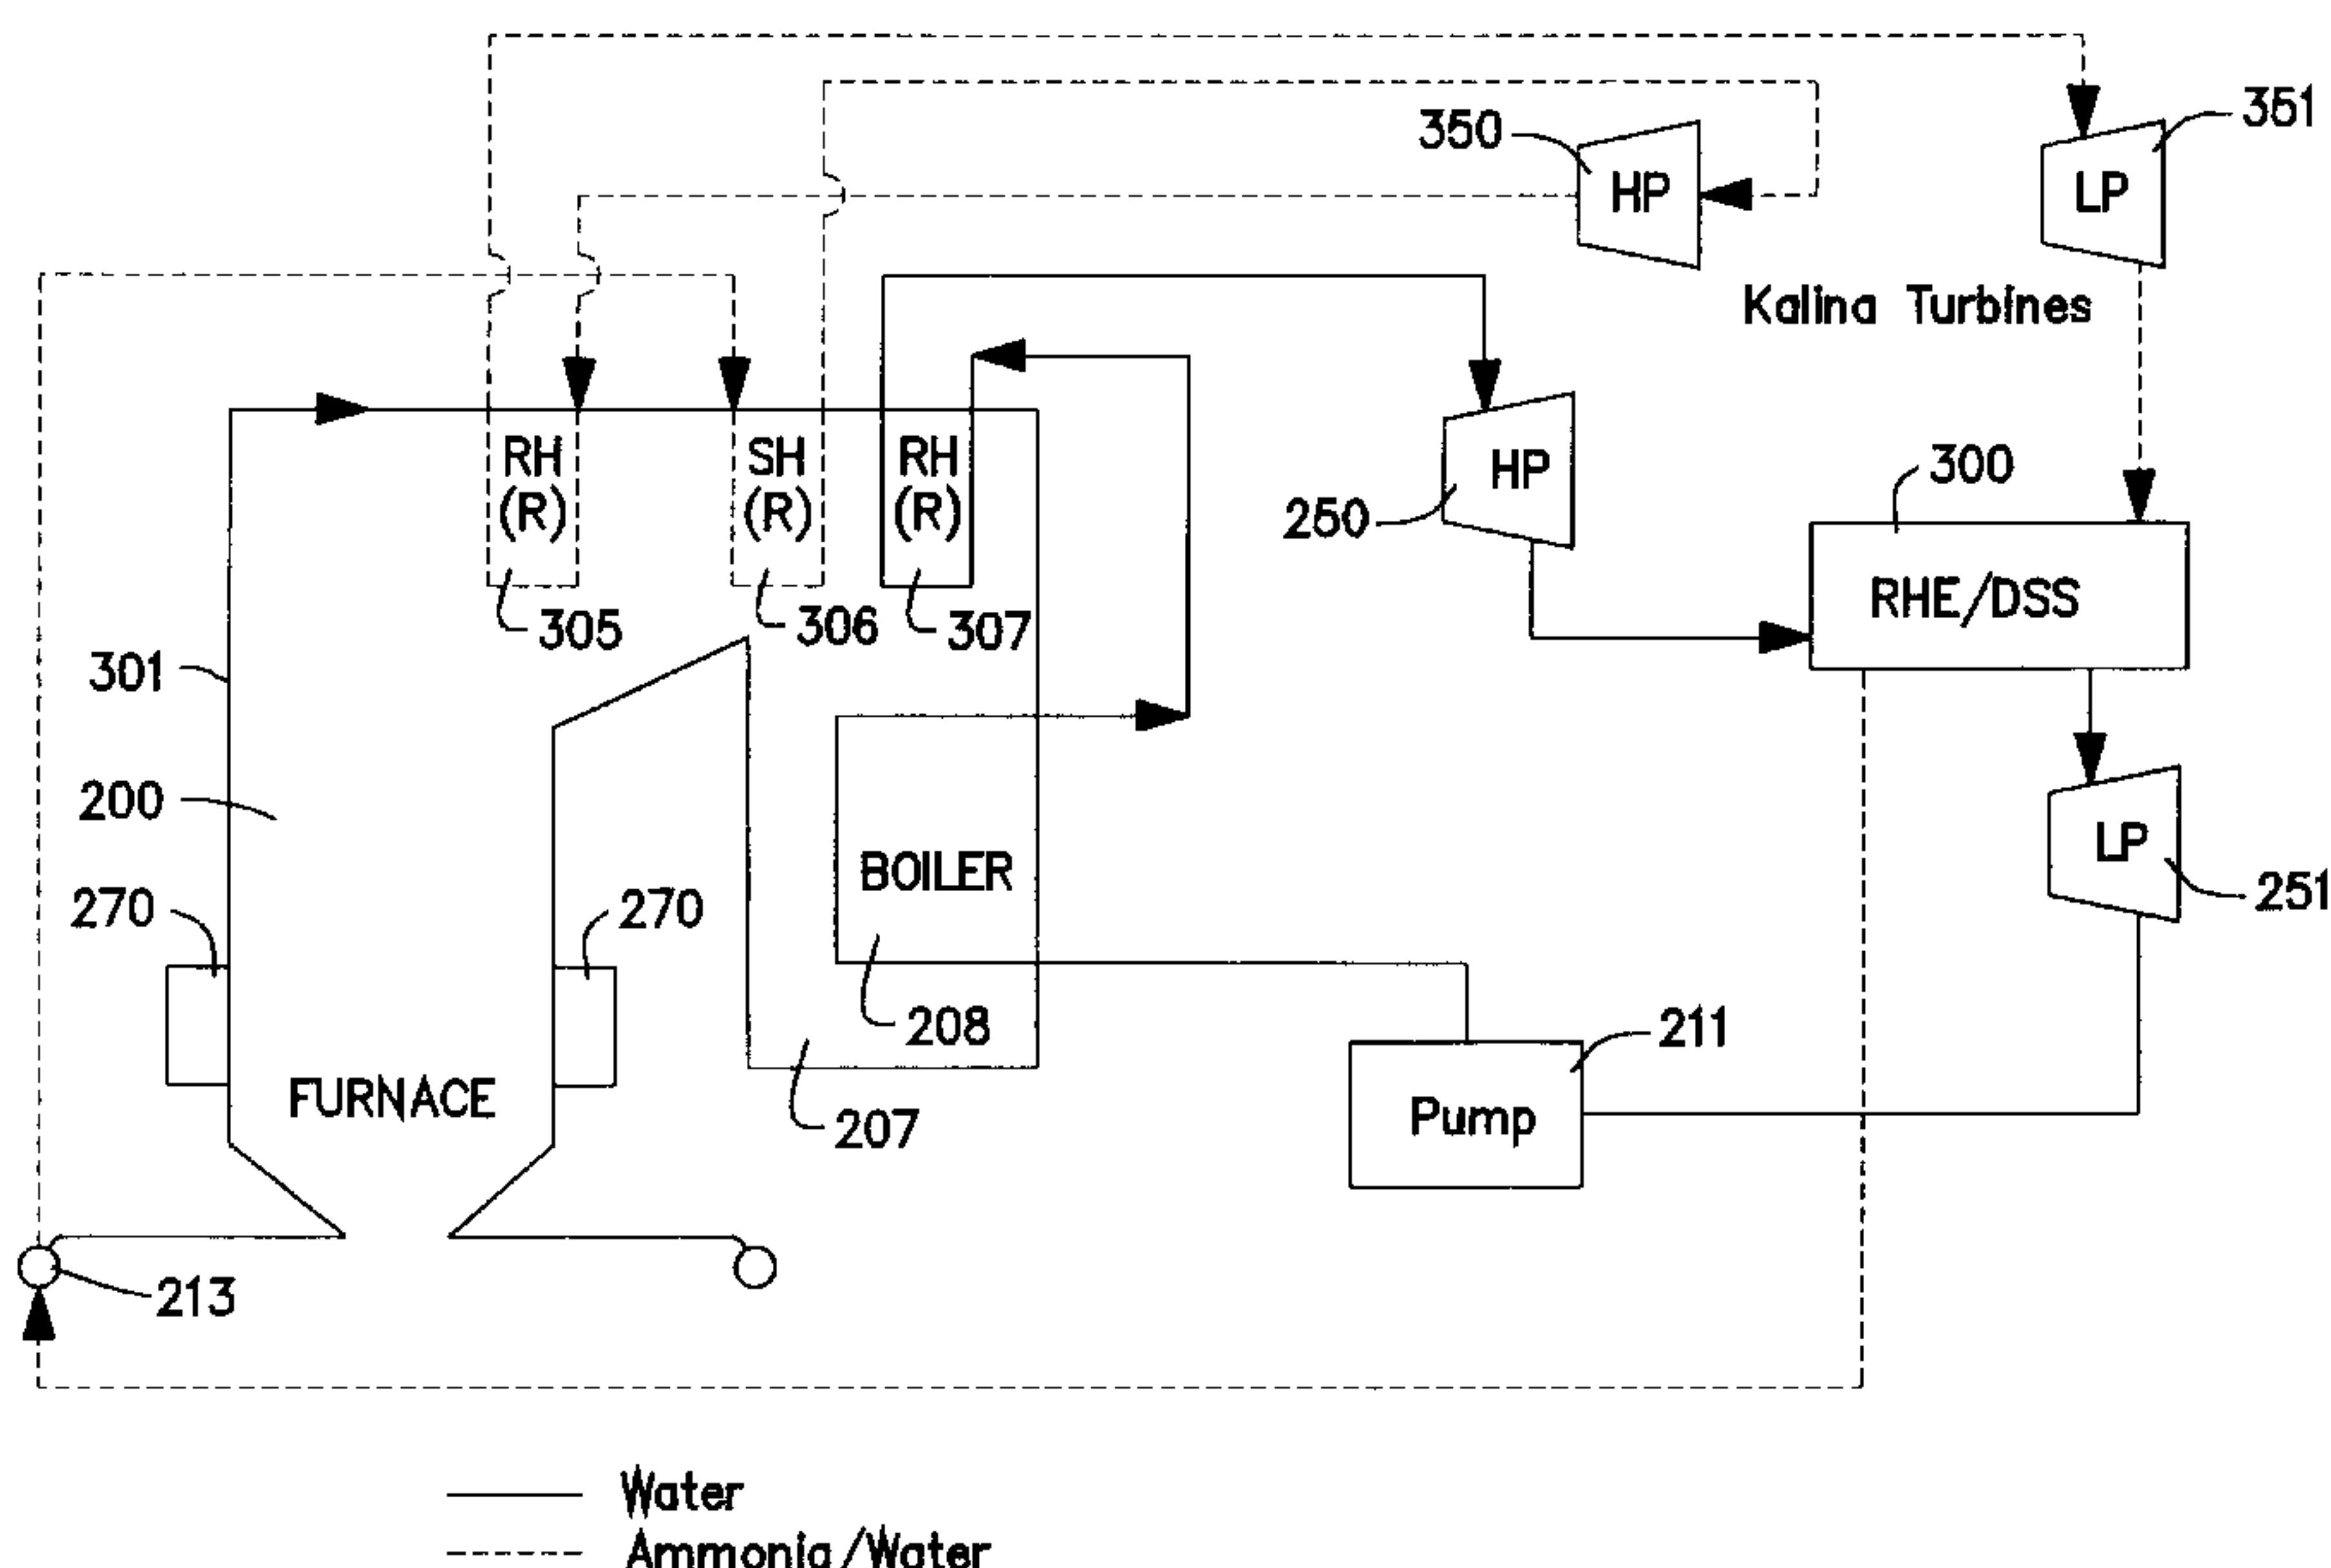 351
350
HP
LP
Kalina Turbines
RH
(R)
SH
(R)
RH
(R)
HP
250
300
305
306
307
RHE/DSS
301
200
BOILER
LP
251
270
270
208
211
FURNACE
207
Pump
213
Water
Ammonia/Water